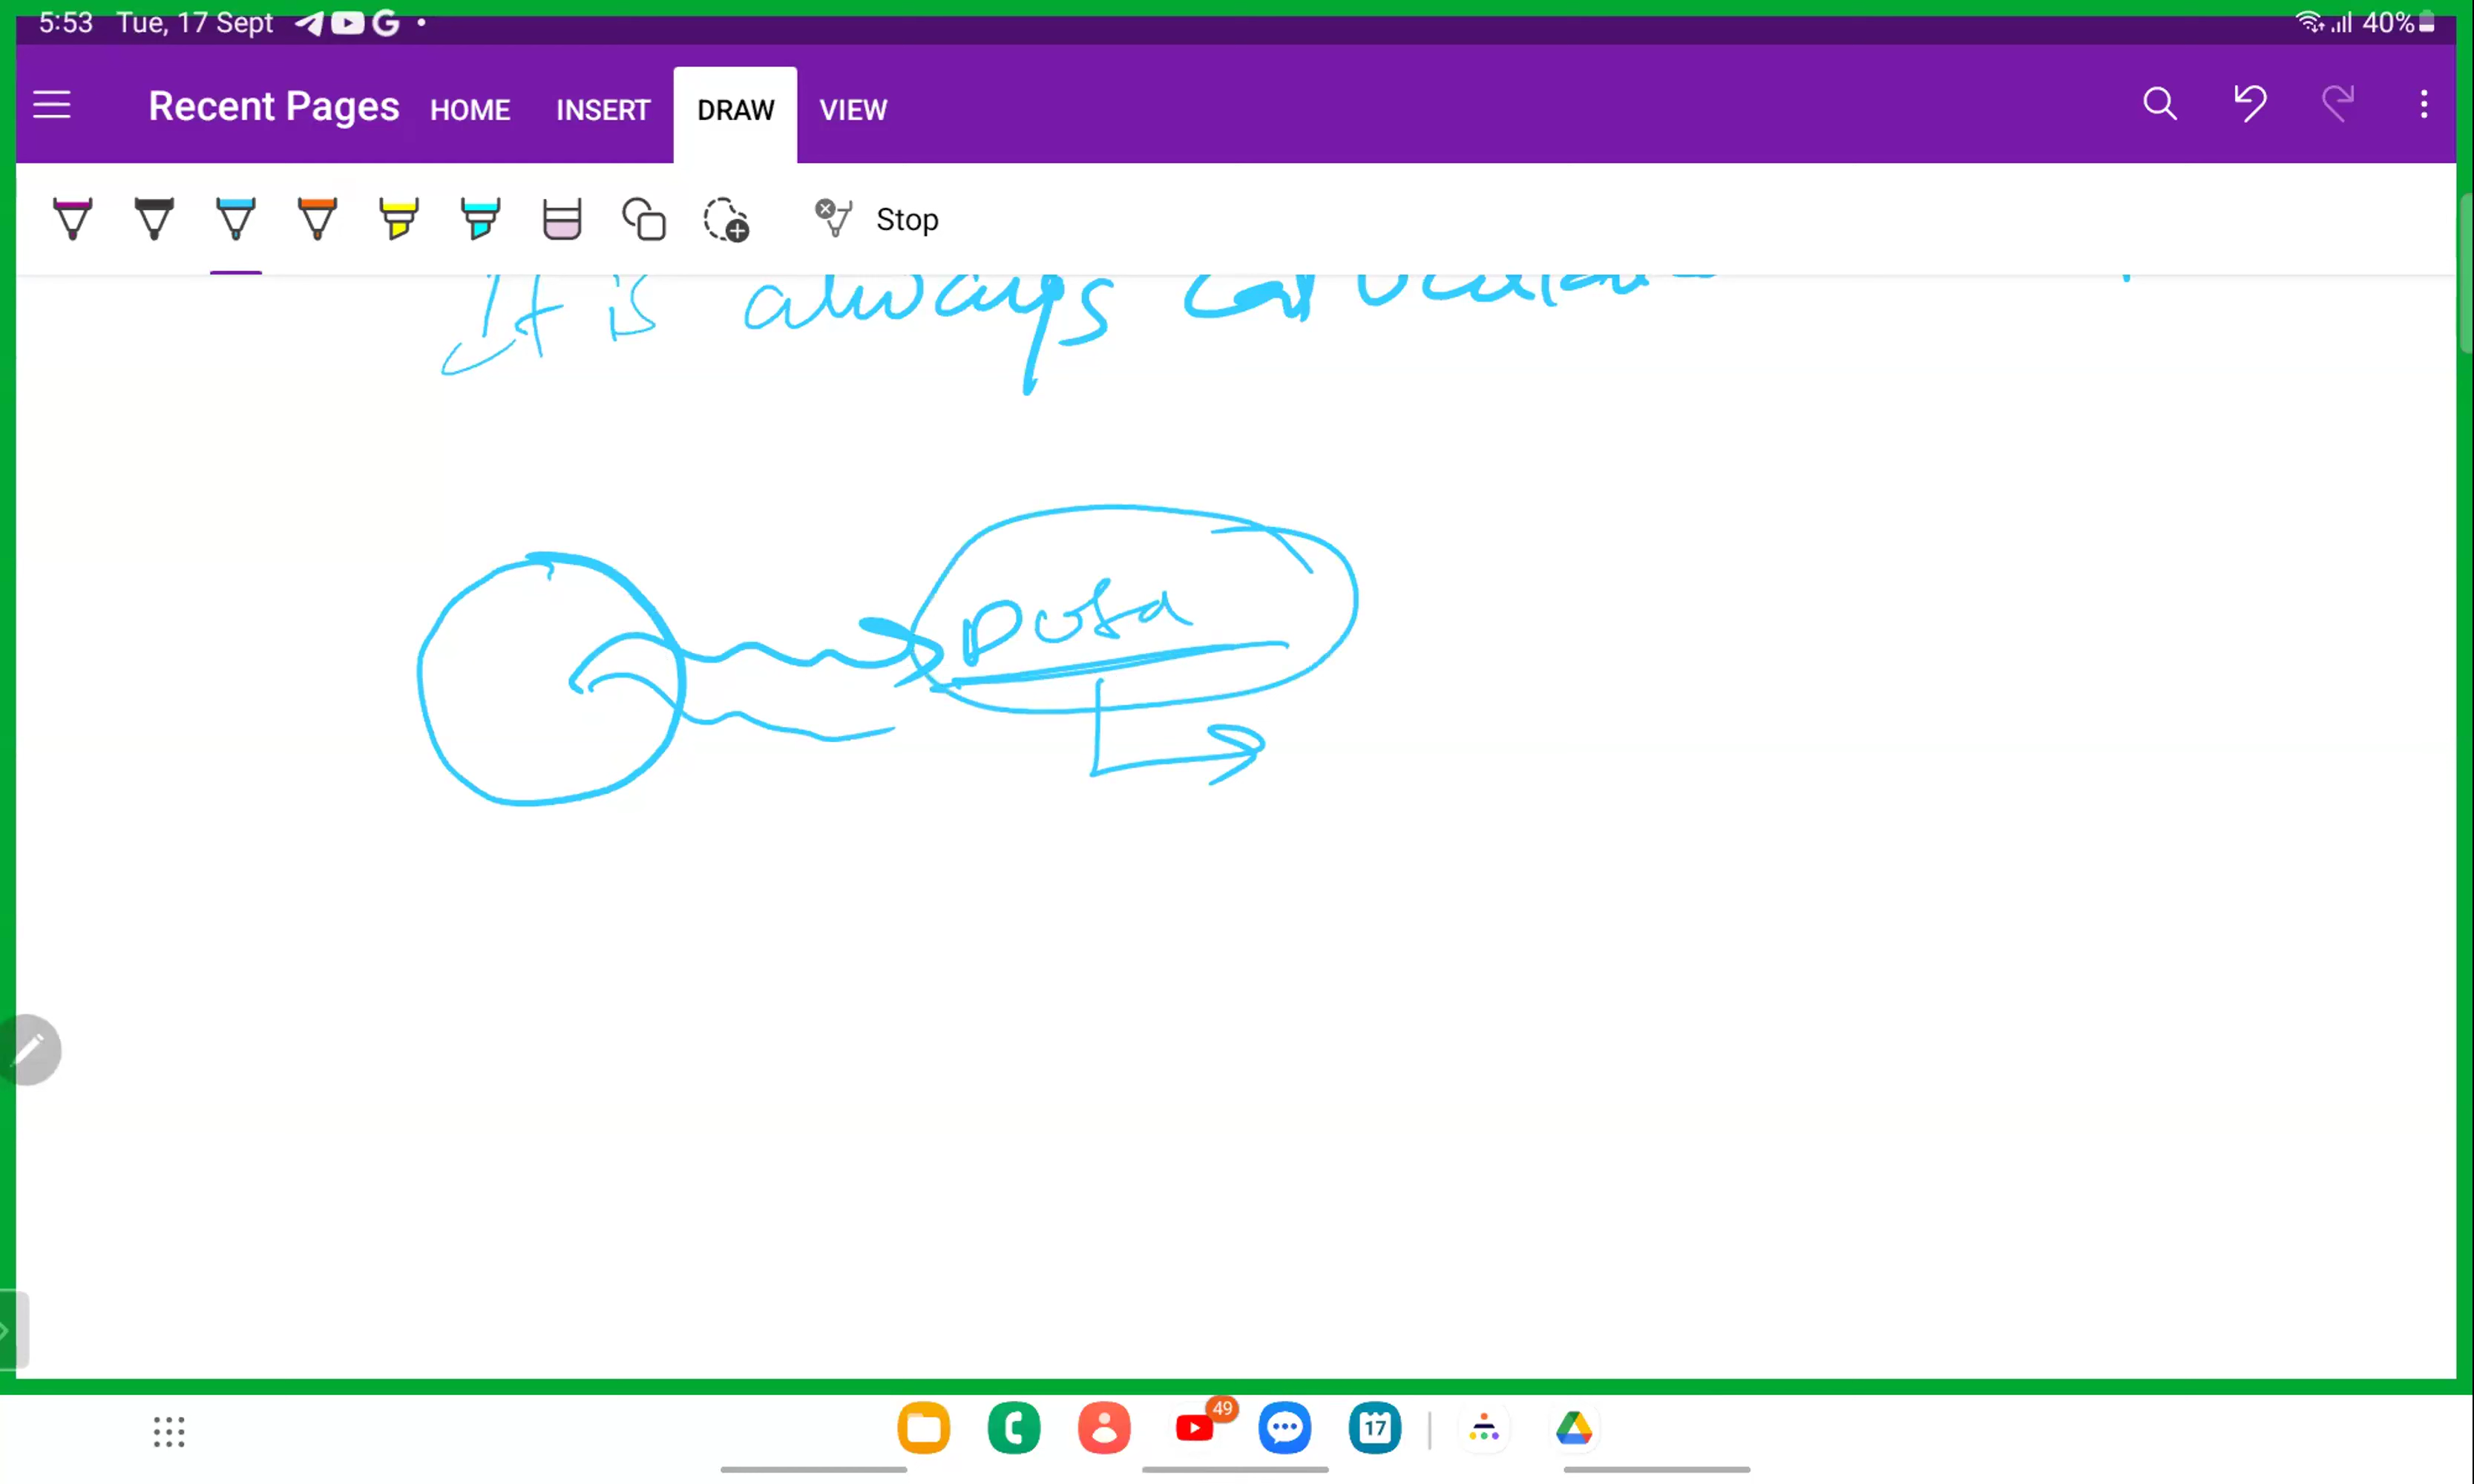 5:53 Tue, 17 Sept
40%
Recent Pages HOME INSERT DRAW VIEW
Stop
It is always
Data
49
17